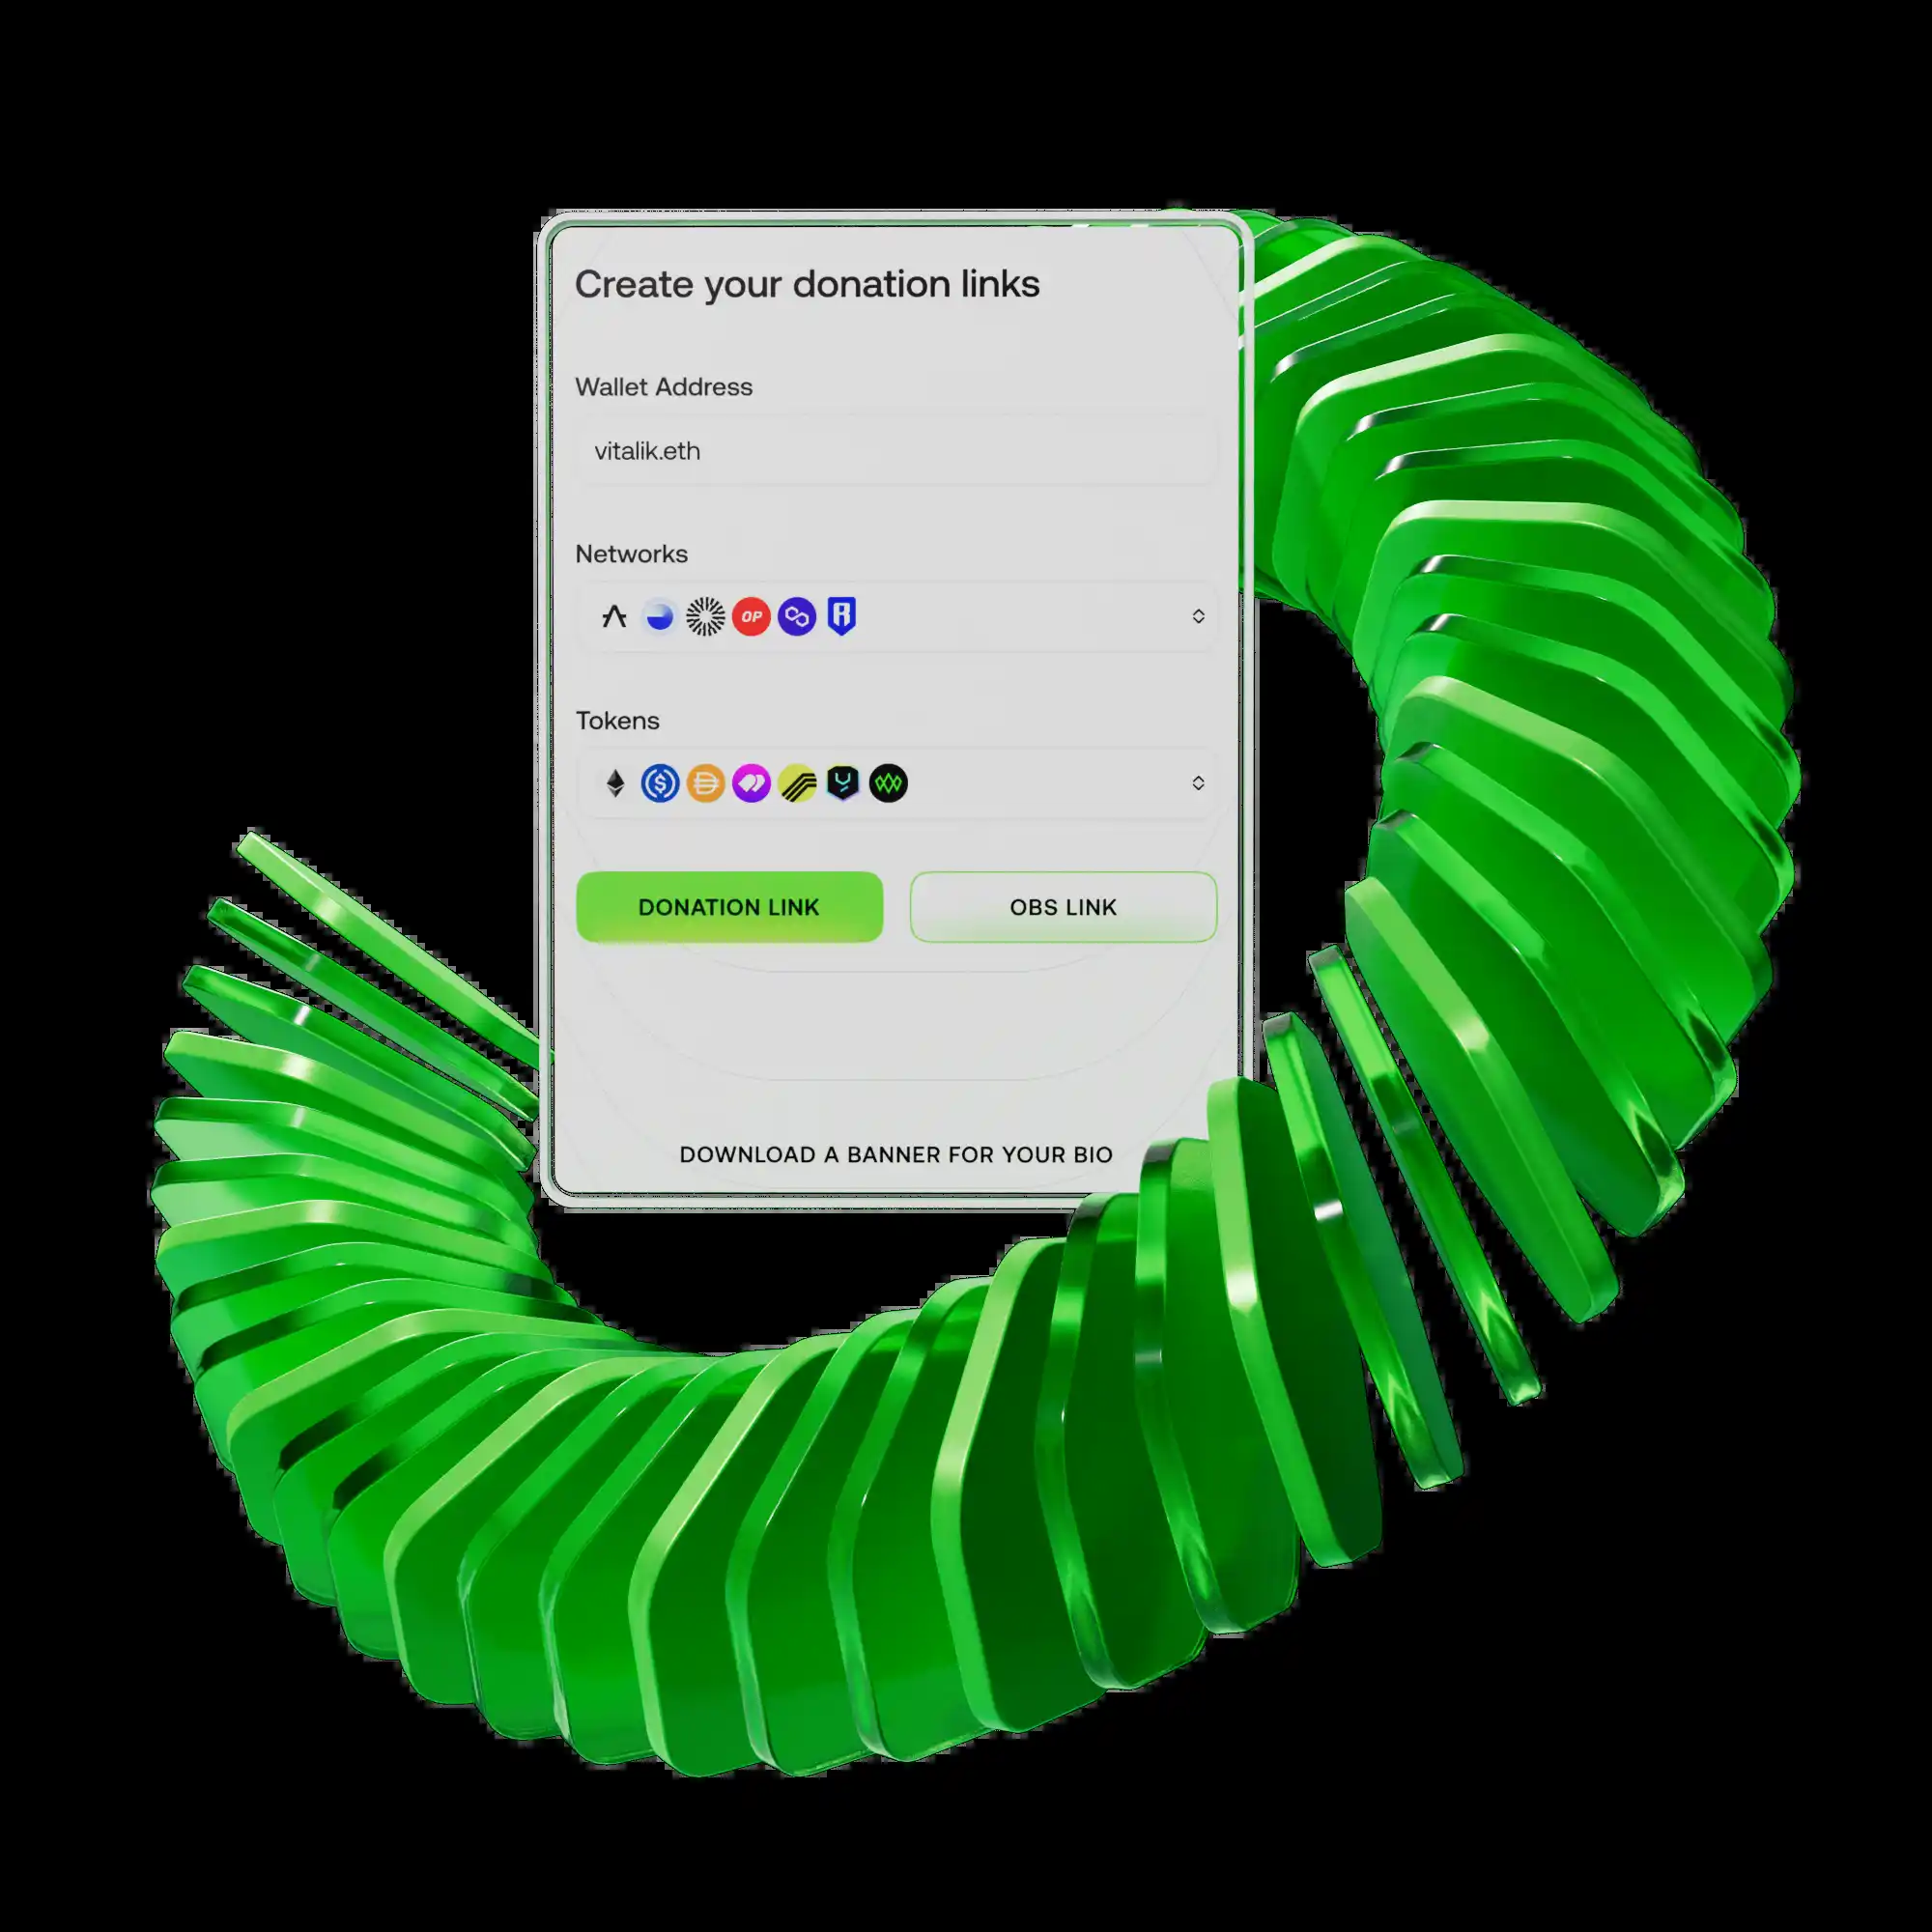 Create your donation links
Wallet Address
vitalik.eth
Networks
OP
Tokens
DONATION LINK
OBS LINK
DOWNLOAD A BANNER FOR YOUR BIO